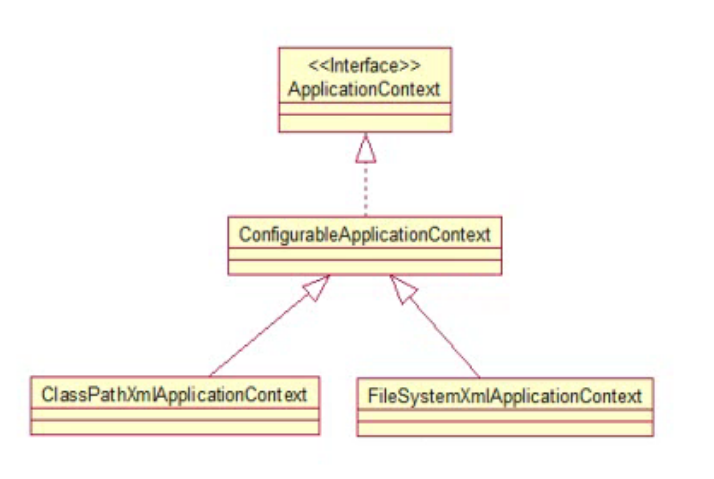 <<Interface>>
ApplicationContext
ConfigurableApplicationContext
ClassPathXmlApplicationContext
FileSystemXmlApplicationContext